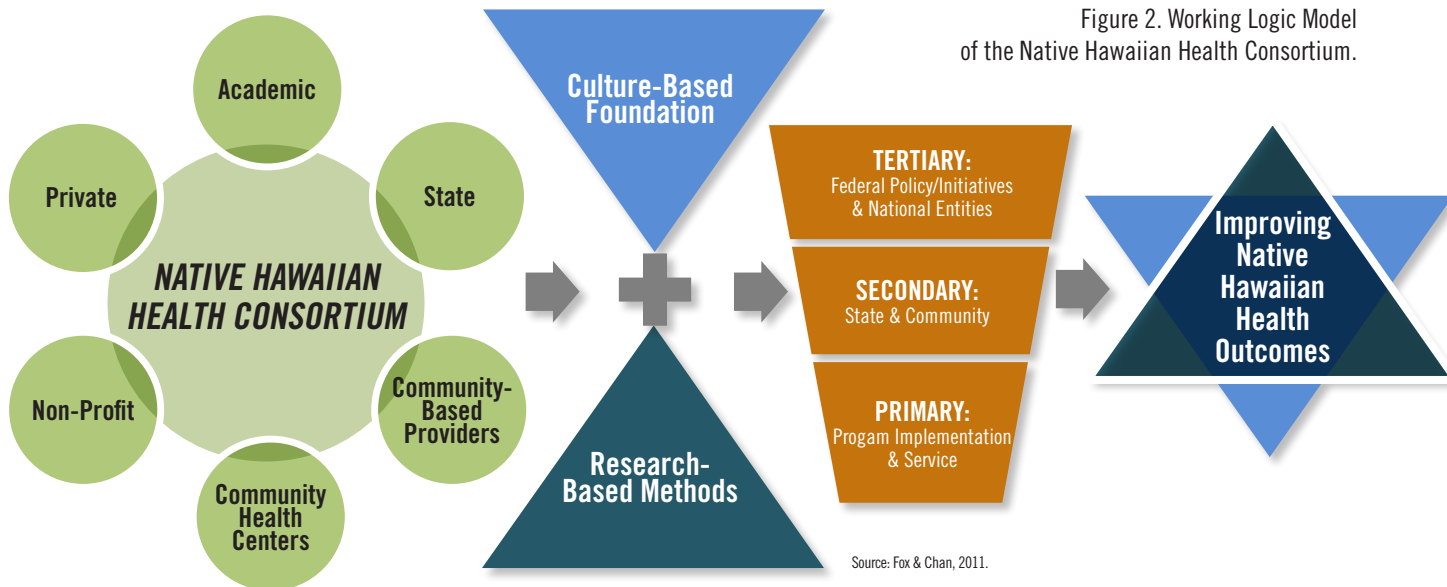 Figure 2. Working Logic Model
of the Native Hawaiian Health Consortium.
Academic
Private
State
NATIVE HAWAIIAN
HEALTH CONSORTIUM
Non-Profit
Community-
Based
Providers
Community
Health
Centers
Culture-Based
Foundation
Research-
Based Methods
TERTIARY:
Federal Policy/Initiatives
& National Entities
SECONDARY:
State & Community
PRIMARY:
Progam Implementation
& Service
Improving
Native
Hawaiian
Health
Outcomes
Source: Fox & Chan, 2011.